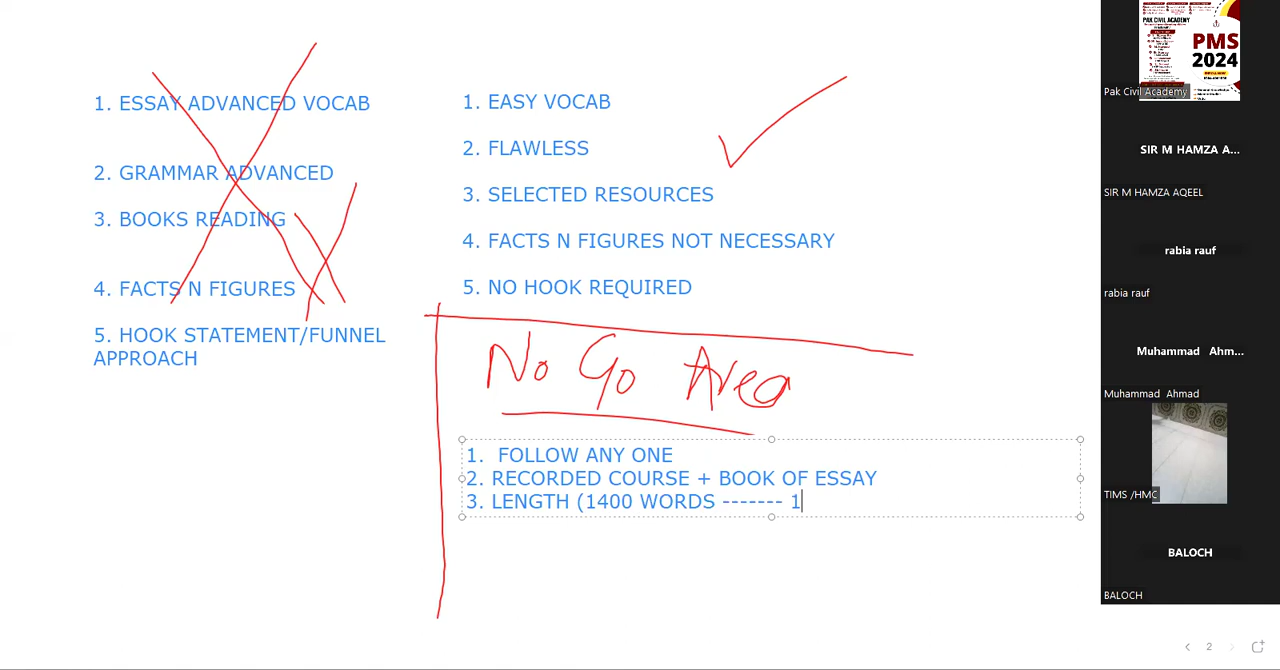 1. ESSAY ADVANCED VOCAB
2. GRAMMAR ADVANCED
3. BOOKS READING
4. FACTS N FIGURES
5. HOOK STATEMENT/FUNNEL
APPROACH
1. EASY VOCAB
2. FLAWLESS
3. SELECTED RESOURCES
4. FACTS N FIGURES NOT NECESSARY
5. NO HOOK REQUIRED
No Go Area
1. FOLLOW ANY ONE
2. RECORDED COURSE + BOOK OF ESSAY
3. LENGTH (1400 WORDS ------- 1
PAK CIVIL ACADEMY
PMS
2024
Pak Civil Academy
SIR M HAMZA A...
SIR M HAMZA AQEEL
rabia rauf
rabia rauf
Muhammad Ahm...
Muhammad Ahmad
TIMS /HMC
BALOCH
BALOCH
2